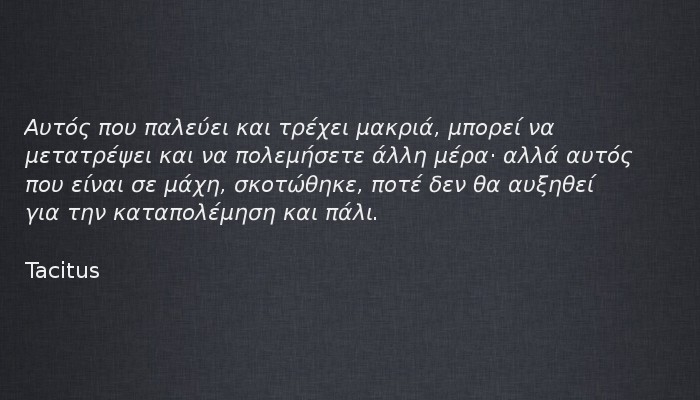 Αυτός που παλεύει και τρέχει μακριά, μπορεί να
μετατρέψει και να πολεμήσετε άλλη μέρα· αλλά αυτός
που είναι σε μάχη, σκοτώθηκε, ποτέ δεν θα αυξηθεί
για την καταπολέμηση και πάλι.
Tacitus